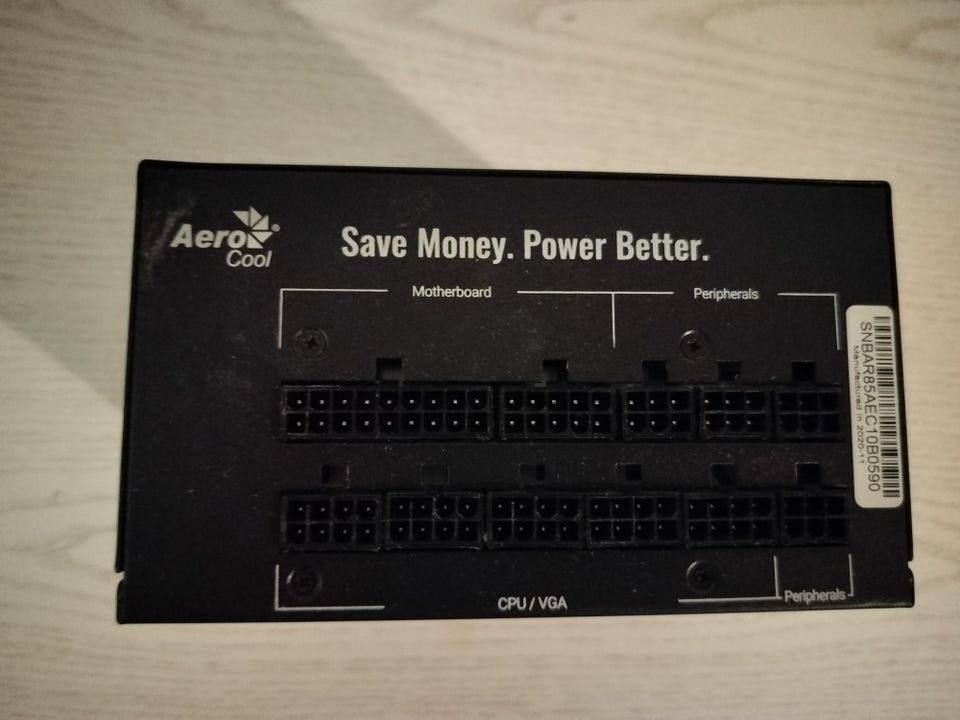 Aero
Cool
Save Money. Power Better.
Motherboard
Peripherals
SNBAR85AEC10B0590
Manufactured in 2020-11
CPU / VGA
Peripherals